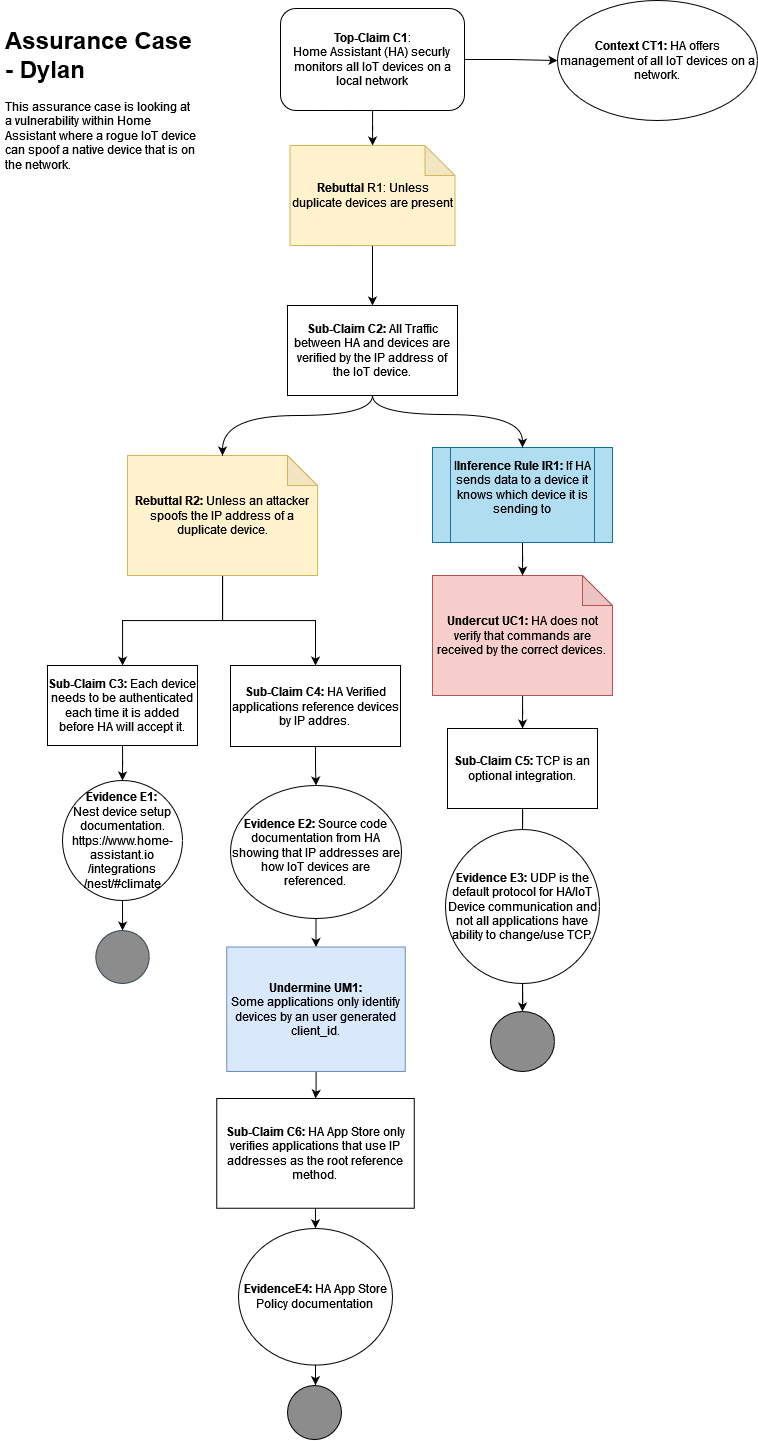 Assurance Case
- Dylan
This assurance case is looking at
a vulnerability within Home
Assistant where a rogue IoT device
can spoof a native device that is on
the network.
Top-Claim C1:
Home Assistant (HA) securly
monitors all IoT devices on a
local network
Context CT1: HA offers
management of all IoT devices on a
network.
Rebuttal R1: Unless
duplicate devices are present
Sub-Claim C2: All Traffic
between HA and devices are
verified by the IP address of
the IoT device.
Rebuttal R2: Unless an attacker
spoofs the IP address of a
duplicate device.
IInference Rule IR1: If HA
sends data to a device it
knows which device it is
sending to
Undercut UC1: HA does not
verify that commands are
received by the correct devices.
Sub-Claim C3: Each device
needs to be authenticated
each time it is added
before HA will accept it.
Sub-Claim C4: HA Verified
applications reference devices
by IP addres.
Sub-Claim C5: TCP is an
optional integration.
Evidence E1:
Nest device setup
documentation.
https://www.home-
assistant.io
/integrations
/nest/#climate
Evidence E2: Source code
documentation from HA
showing that IP addresses are
how IoT devices are
referenced.
Evidence E3: UDP is the
default protocol for HA/IoT
Device communication and
not all applications have
ability to change/use TCP.
Undermine UM1:
Some applications only identify
devices by an user generated
client_id.
Sub-Claim C6: HA App Store only
verifies applications that use IP
addresses as the root reference
method.
EvidenceE4: HA App Store
Policy documentation